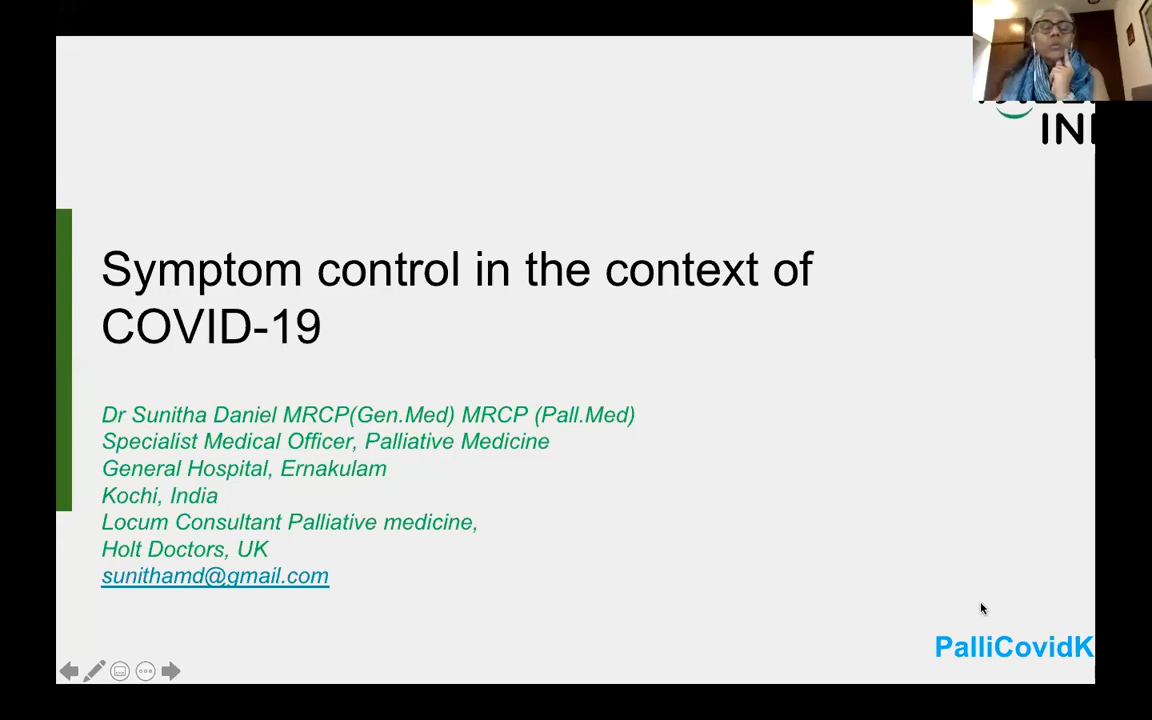 Symptom control in the context of
COVID-19
Dr Sunitha Daniel MRCP(Gen.Med) MRCP (Pall.Med)
Specialist Medical Officer, Palliative Medicine
General Hospital, Ernakulam
Kochi, India
Locum Consultant Palliative medicine,
Holt Doctors, UK
sunithamd@gmail.com
PalliCovidK